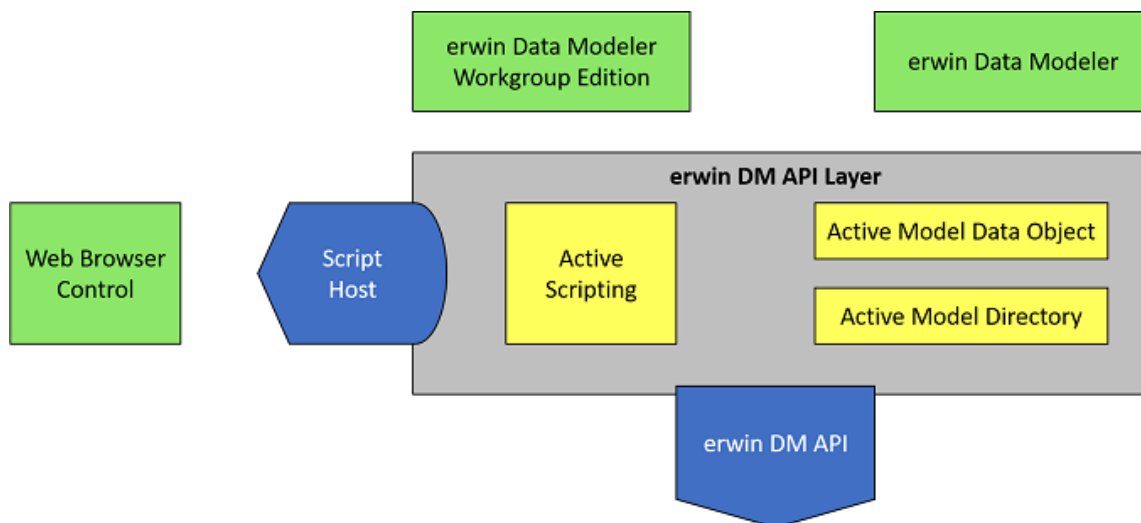 erwin Data Modeler
Workgroup Edition
erwin Data Modeler
erwin DM API Layer
Web Browser
Control
Script
Host
Active
Scripting
Active Model Data Object
Active Model Directory
erwin DM API